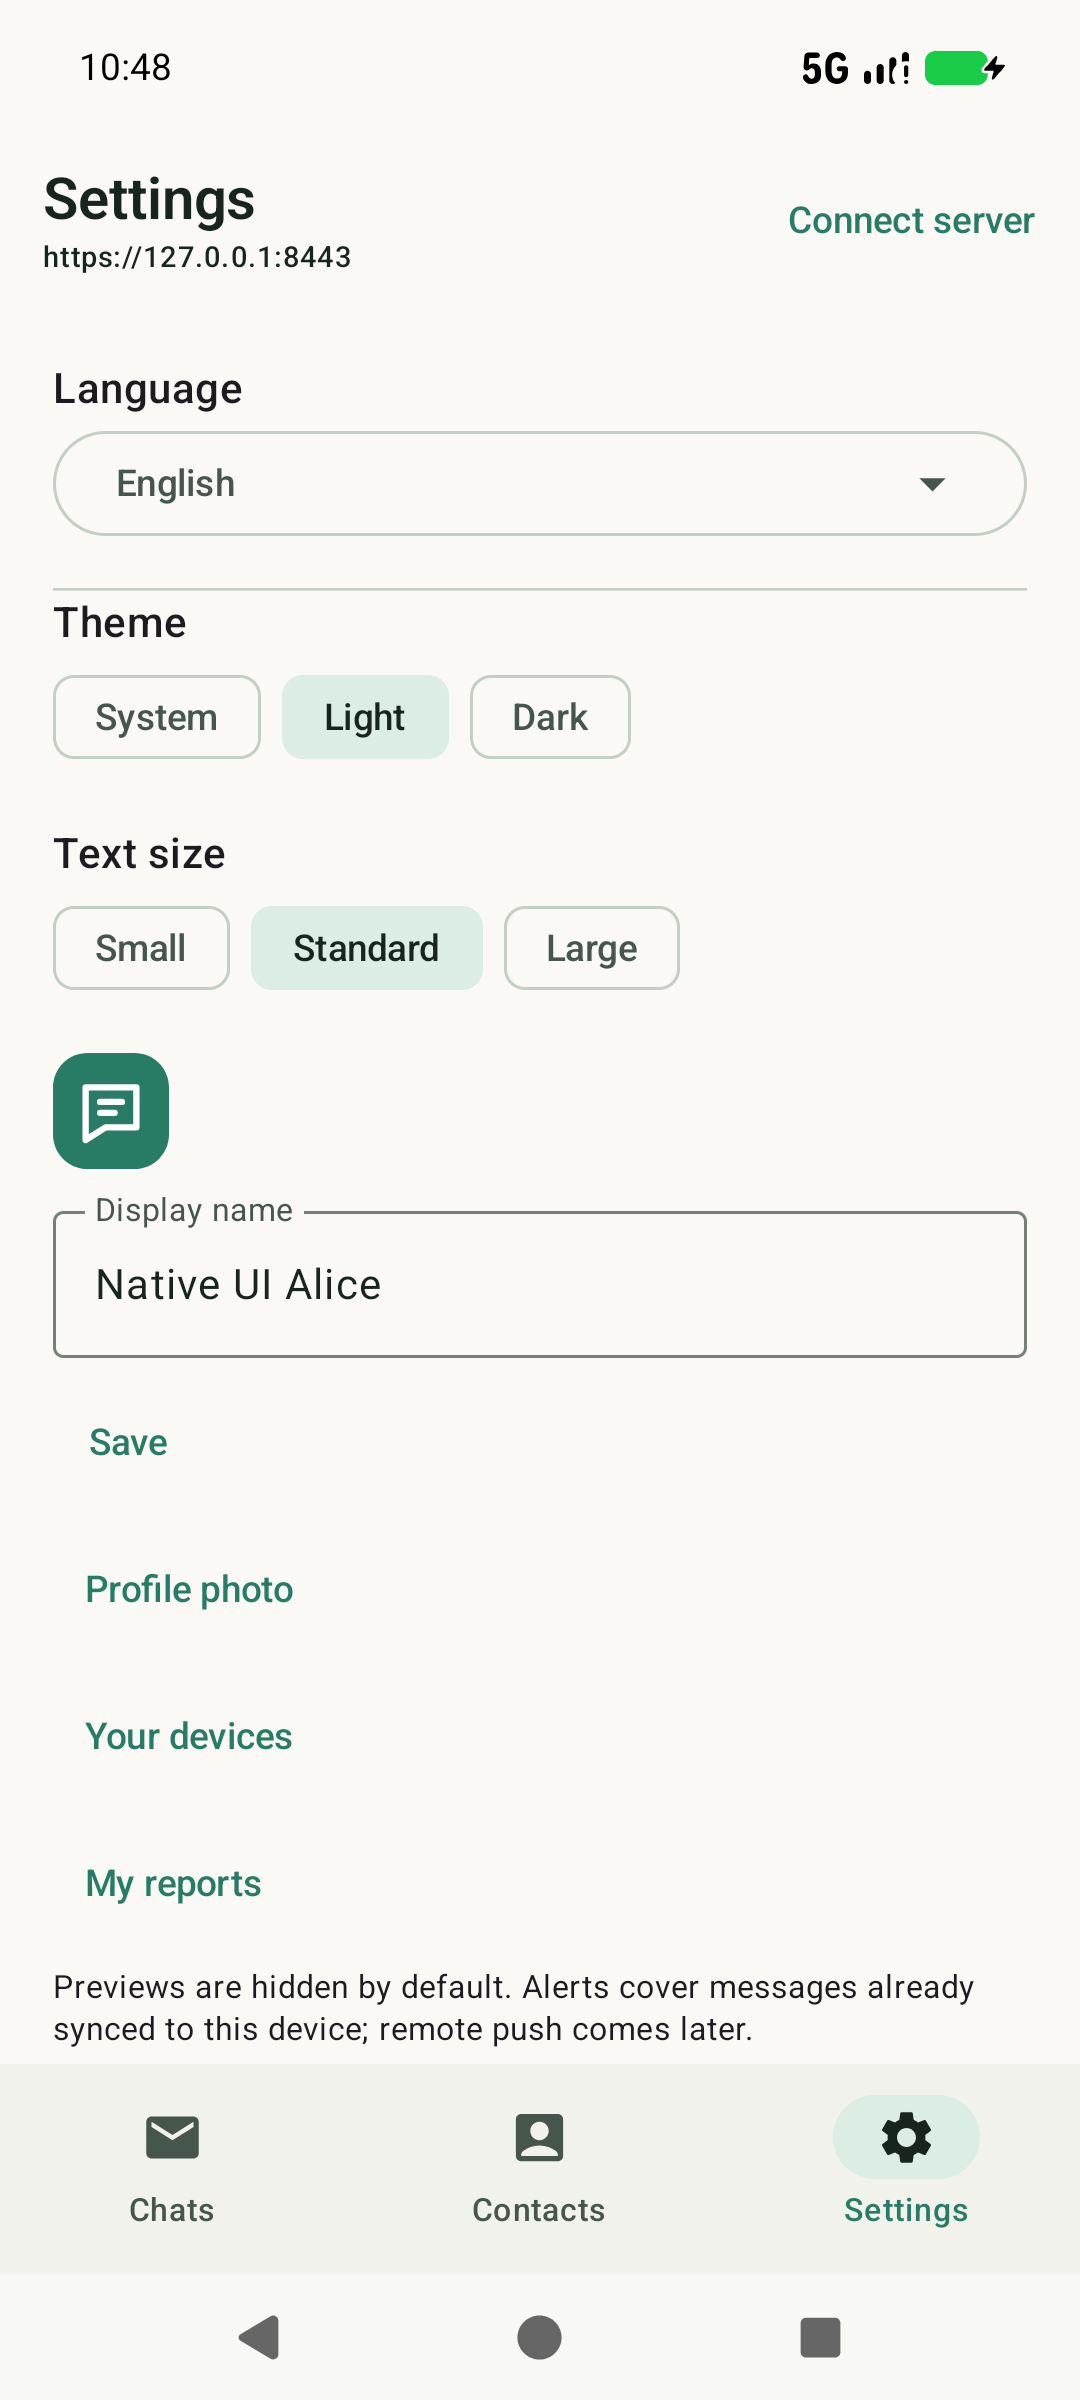 10:48
5G
Settings
Connect server
https://127.0.0.1:8443
Language
English
Theme
System
Light
Dark
Text size
Small
Standard
Large
Display name
Native UI Alice
Save
Profile photo
Your devices
My reports
Previews are hidden by default. Alerts cover messages already
synced to this device; remote push comes later.
Chats
Contacts
Settings